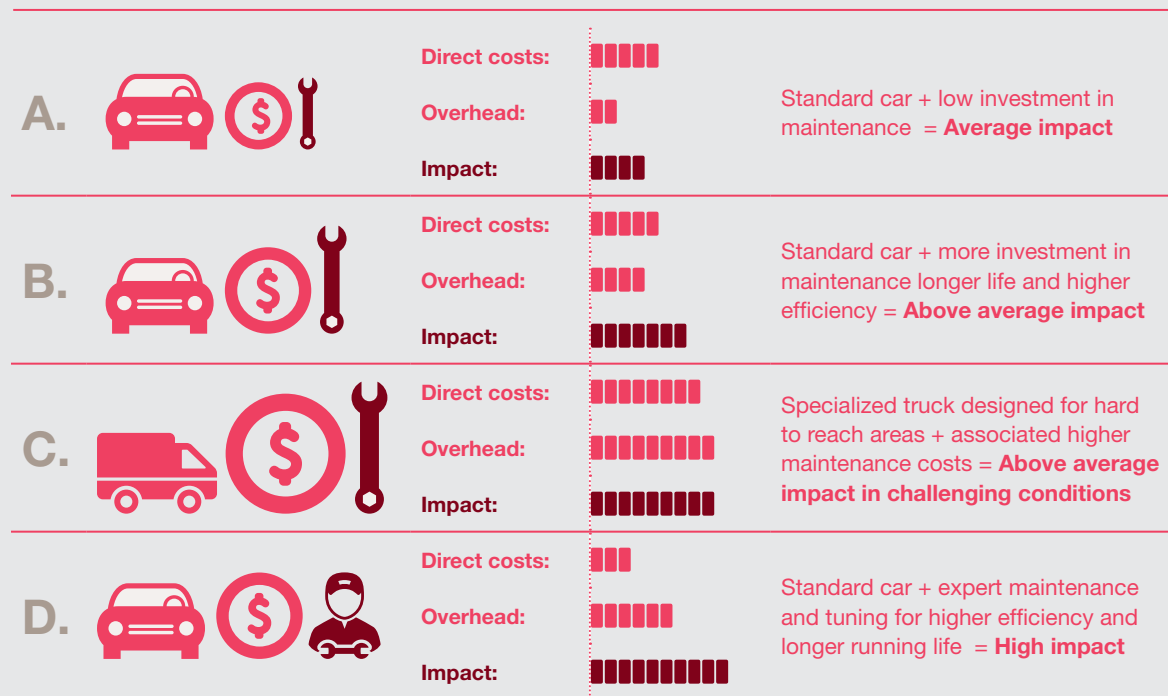 A.
Direct costs:
Overhead:
Impact:
Standard car + low investment in
maintenance = Average impact
B.
Direct costs:
Overhead:
Impact:
Standard car + more investment in
maintenance longer life and higher
efficiency = Above average impact
C.
Direct costs:
Overhead:
Impact:
Specialized truck designed for hard
to reach areas + associated higher
maintenance costs = Above average
impact in challenging conditions
D.
Direct costs:
Overhead:
Impact:
Standard car + expert maintenance
and tuning for higher efficiency and
longer running life = High impact